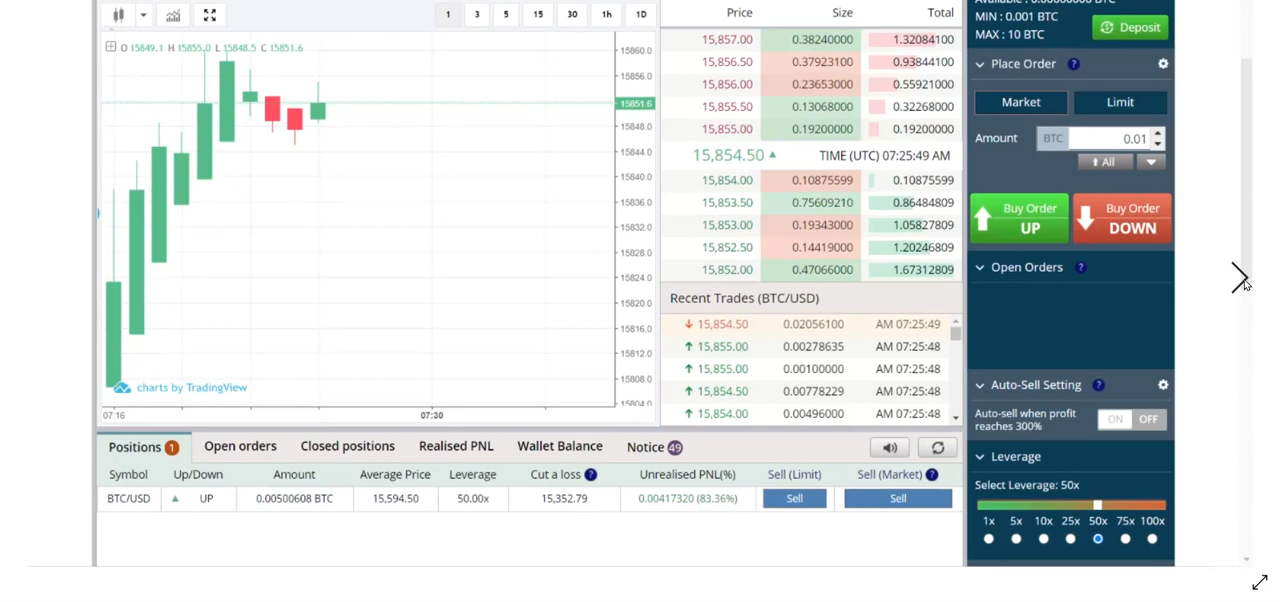 1 3 5 15 30 1h 1D
O 15849.1 H 15855.0 L 15848.5 C 15851.6
15860.0
15856.0
15851.6
15848.0
15844.0
15840.0
15836.0
15832.0
15828.0
15824.0
15820.0
15816.0
15812.0
15808.0
15804.0
charts by TradingView
07:16 07:30
Price Size Total
15,857.00 0.38240000 1.32084100
15,856.50 0.37923100 0.93844100
15,856.00 0.23653000 0.55921000
15,855.50 0.13068000 0.32268000
15,855.00 0.19200000 0.19200000
15,854.50 TIME (UTC) 07:25:49 AM
15,854.00 0.10875599 0.10875599
15,853.50 0.75609210 0.86484809
15,853.00 0.19343000 1.05827809
15,852.50 0.14419000 1.20246809
15,852.00 0.47066000 1.67312809
Recent Trades (BTC/USD)
15,854.50 0.02056100 AM 07:25:49
15,855.00 0.00278635 AM 07:25:48
15,855.00 0.00100000 AM 07:25:48
15,854.50 0.00778229 AM 07:25:48
15,854.00 0.00496000 AM 07:25:48
MIN : 0.001 BTC
MAX : 10 BTC
Deposit
Place Order ?
Market Limit
Amount BTC 0.01
All
Buy Order UP
Buy Order DOWN
Open Orders ?
Auto-Sell Setting ?
Auto-sell when profit
reaches 300%
ON OFF
Leverage
Select Leverage: 50x
1x 5x 10x 25x 50x 75x 100x
Positions 1 Open orders Closed positions Realised PNL Wallet Balance Notice 49
Symbol Up/Down Amount Average Price Leverage Cut a loss ? Unrealised PNL(%) Sell (Limit) Sell (Market) ?
BTC/USD UP 0.00500608 BTC 15,594.50 50.00x 15,352.79 0.00417320 (83.36%) Sell Sell